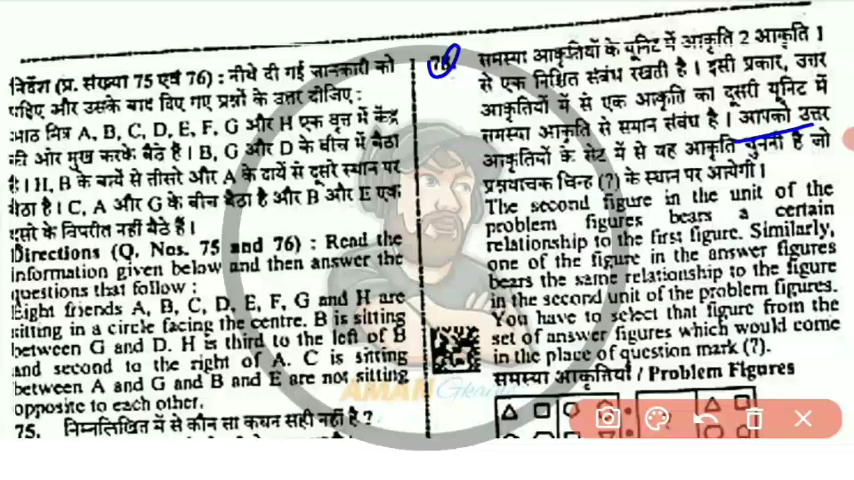 निर्देश (प्र. संख्या 75 एवं 76) : नीचे दी गई जानकारी को
पढ़िए और उसके बाद दिए गए प्रश्नों के उत्तर दीजिए :
आठ मित्र A, B, C, D, E, F, G और H एक वृत्त में केंद्र
की ओर मुख करके बैठे हैं। B, G और D के बीच में बैठा
है। H, B के बायें से तीसरे और A के दायें से दूसरे स्थान पर
बैठा है। C, A और G के बीच बैठा है और B और E एक
दूसरे के विपरीत नहीं बैठे हैं।
Directions (Q. Nos. 75 and 76) : Read the
information given below and then answer the
questions that follow :
Eight friends A, B, C, D, E, F, G and H are
sitting in a circle facing the centre. B is sitting
between G and D. H is third to the left of B
and second to the right of A. C is sitting
between A and G and B and E are not sitting
opposite to each other.
75. निम्नलिखित में से कौन सा कथन सही नहीं है ?
समस्या आकृतियों के यूनिट में आकृति 2 आकृति 1
से एक निश्चित संबंध रखती है। इसी प्रकार, उत्तर
आकृतियों में से एक आकृति का दूसरी यूनिट में
समस्या आकृति से समान संबंध है। आपको उत्तर
आकृतियों के सेट में से वह आकृति चुननी है जो
प्रश्नवाचक चिन्ह (?) के स्थान पर आयेगी।
The second figure in the unit of the
problem figures bears a certain
relationship to the first figure. Similarly,
one of the figure in the answer figures
bears the same relationship to the figure
in the second unit of the problem figures.
You have to select that figure from the
set of answer figures which would come
in the place of question mark (?).
समस्या आकृतियाँ / Problem Figures
AMAN Gkguide